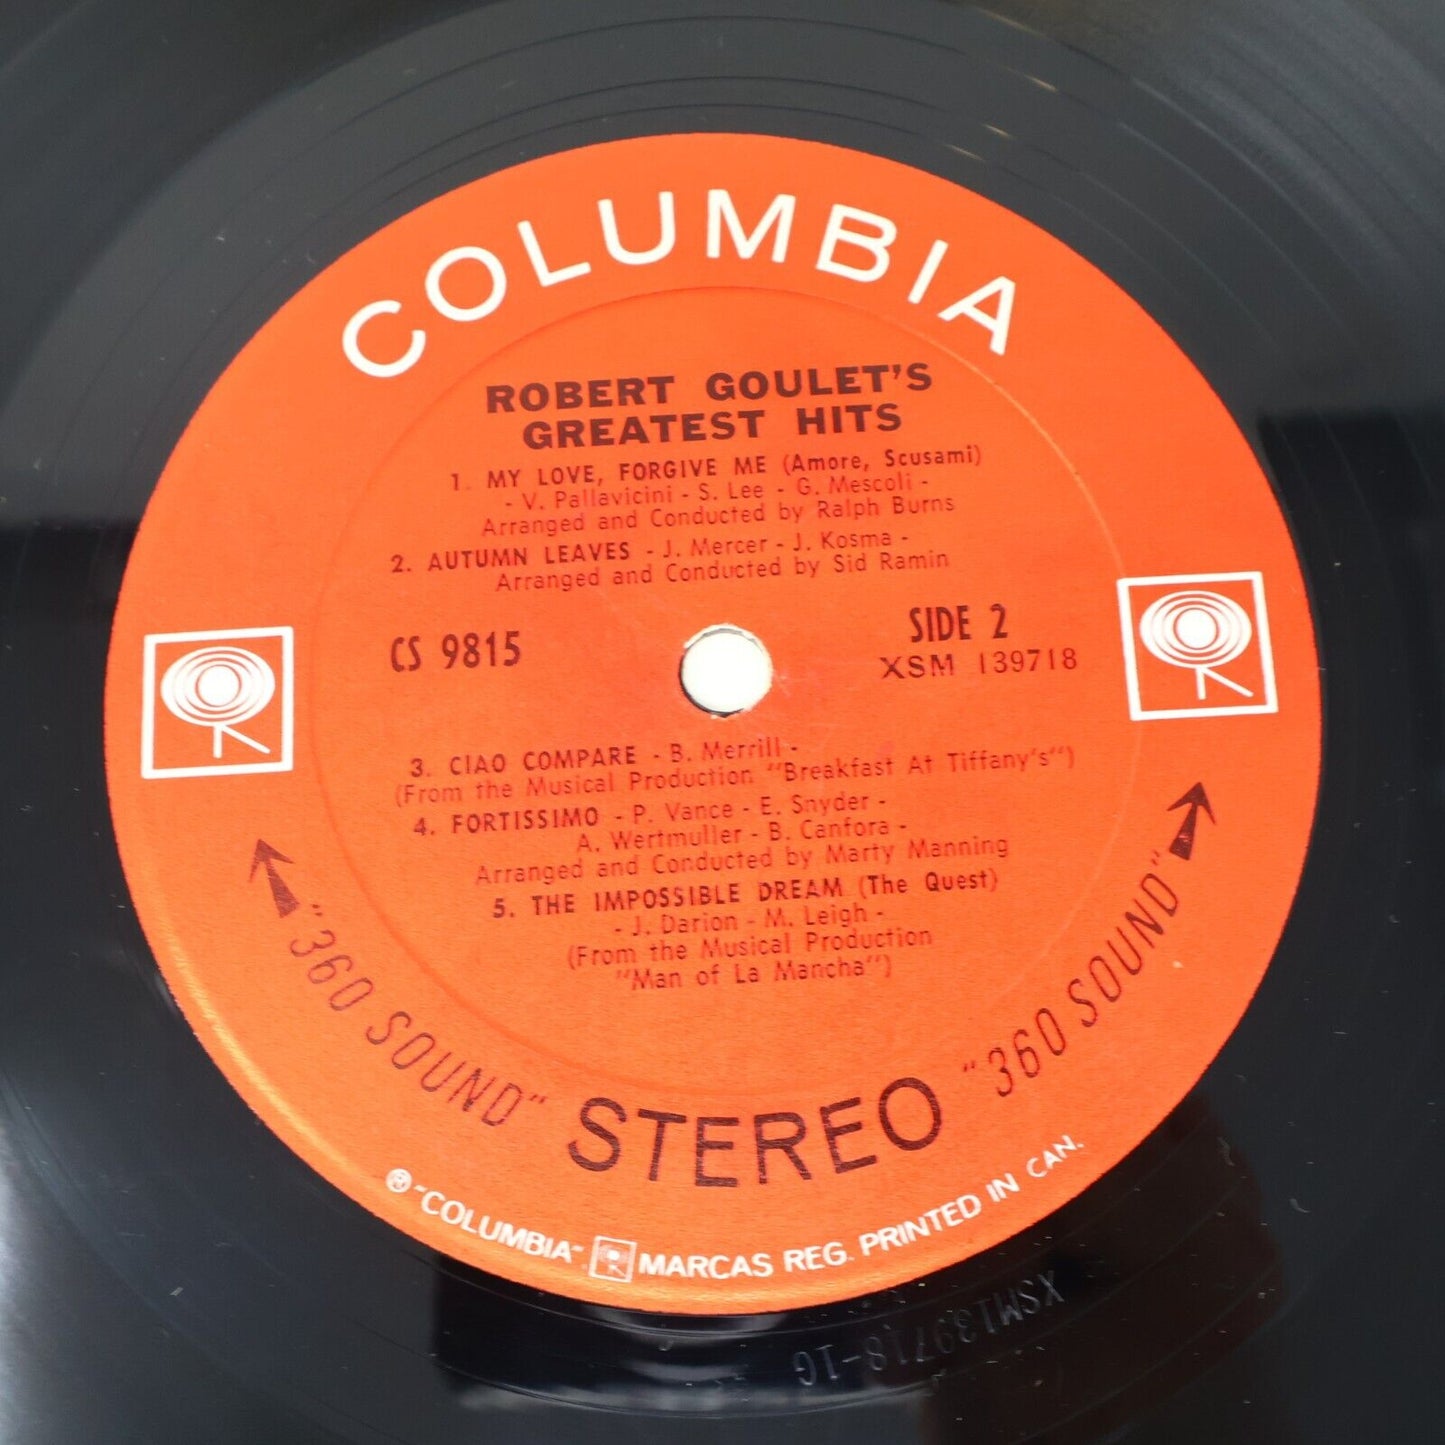 COLUMBIA
ROBERT GOULET'S
GREATEST HITS
1. MY LOVE, FORGIVE ME (Amore, Scusami)
- V. Pallavicini - S. Lee - G. Mescoli -
Arranged and Conducted by Ralph Burns
2. AUTUMN LEAVES - J. Mercer - J. Kosma -
Arranged and Conducted by Sid Ramin
CS 9815
SIDE 2
XSM 139718
3. CIAO COMPARE - B. Merrill -
(From the Musical Production "Breakfast At Tiffany's")
4. FORTISSIMO - P. Vance - E. Snyder -
A. Wertmuller - B. Canfora -
Arranged and Conducted by Marty Manning
5. THE IMPOSSIBLE DREAM (The Quest)
- J. Darion - M. Leigh -
(From the Musical Production
"Man of La Mancha")
"360 SOUND" STEREO "360 SOUND"
® "COLUMBIA", MARCAS REG. PRINTED IN CAN.
XSM139718-1G